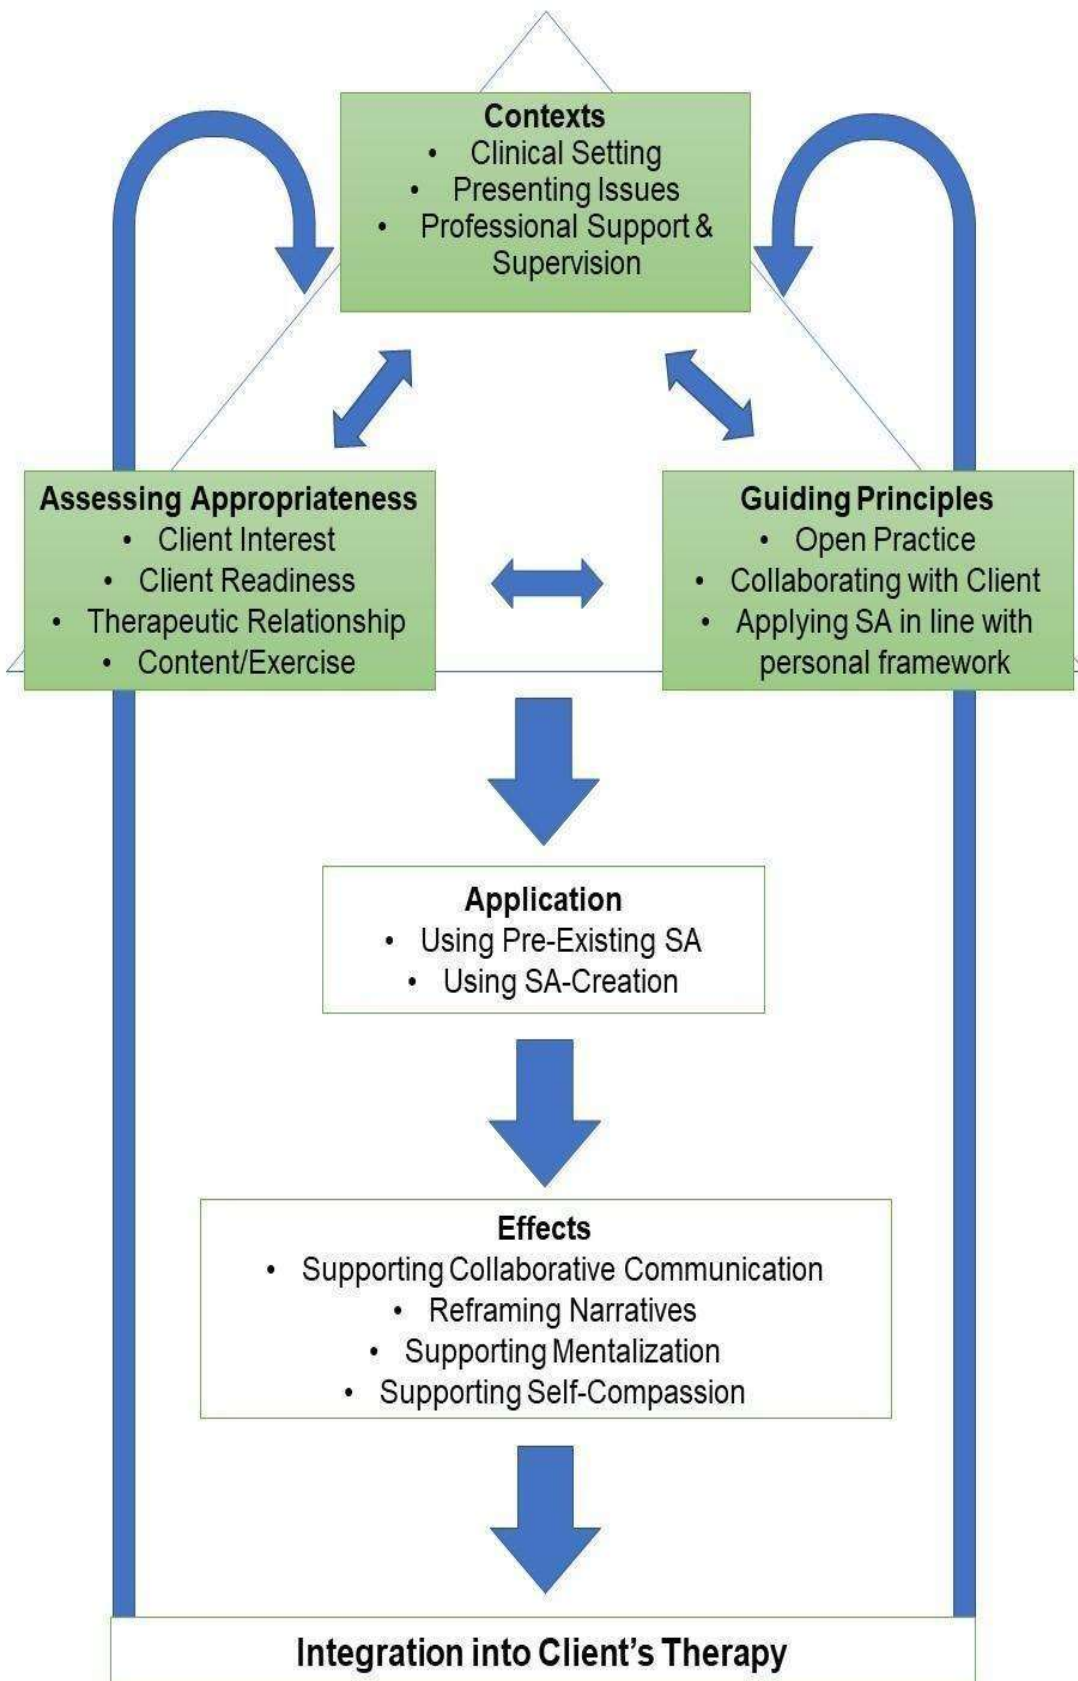 Contexts
• Clinical Setting
• Presenting Issues
• Professional Support &
Supervision
Assessing Appropriateness
• Client Interest
• Client Readiness
• Therapeutic Relationship
• Content/Exercise
Guiding Principles
• Open Practice
• Collaborating with Client
• Applying SA in line with
personal framework
Application
• Using Pre-Existing SA
• Using SA-Creation
Effects
• Supporting Collaborative Communication
• Reframing Narratives
• Supporting Mentalization
• Supporting Self-Compassion
Integration into Client's Therapy